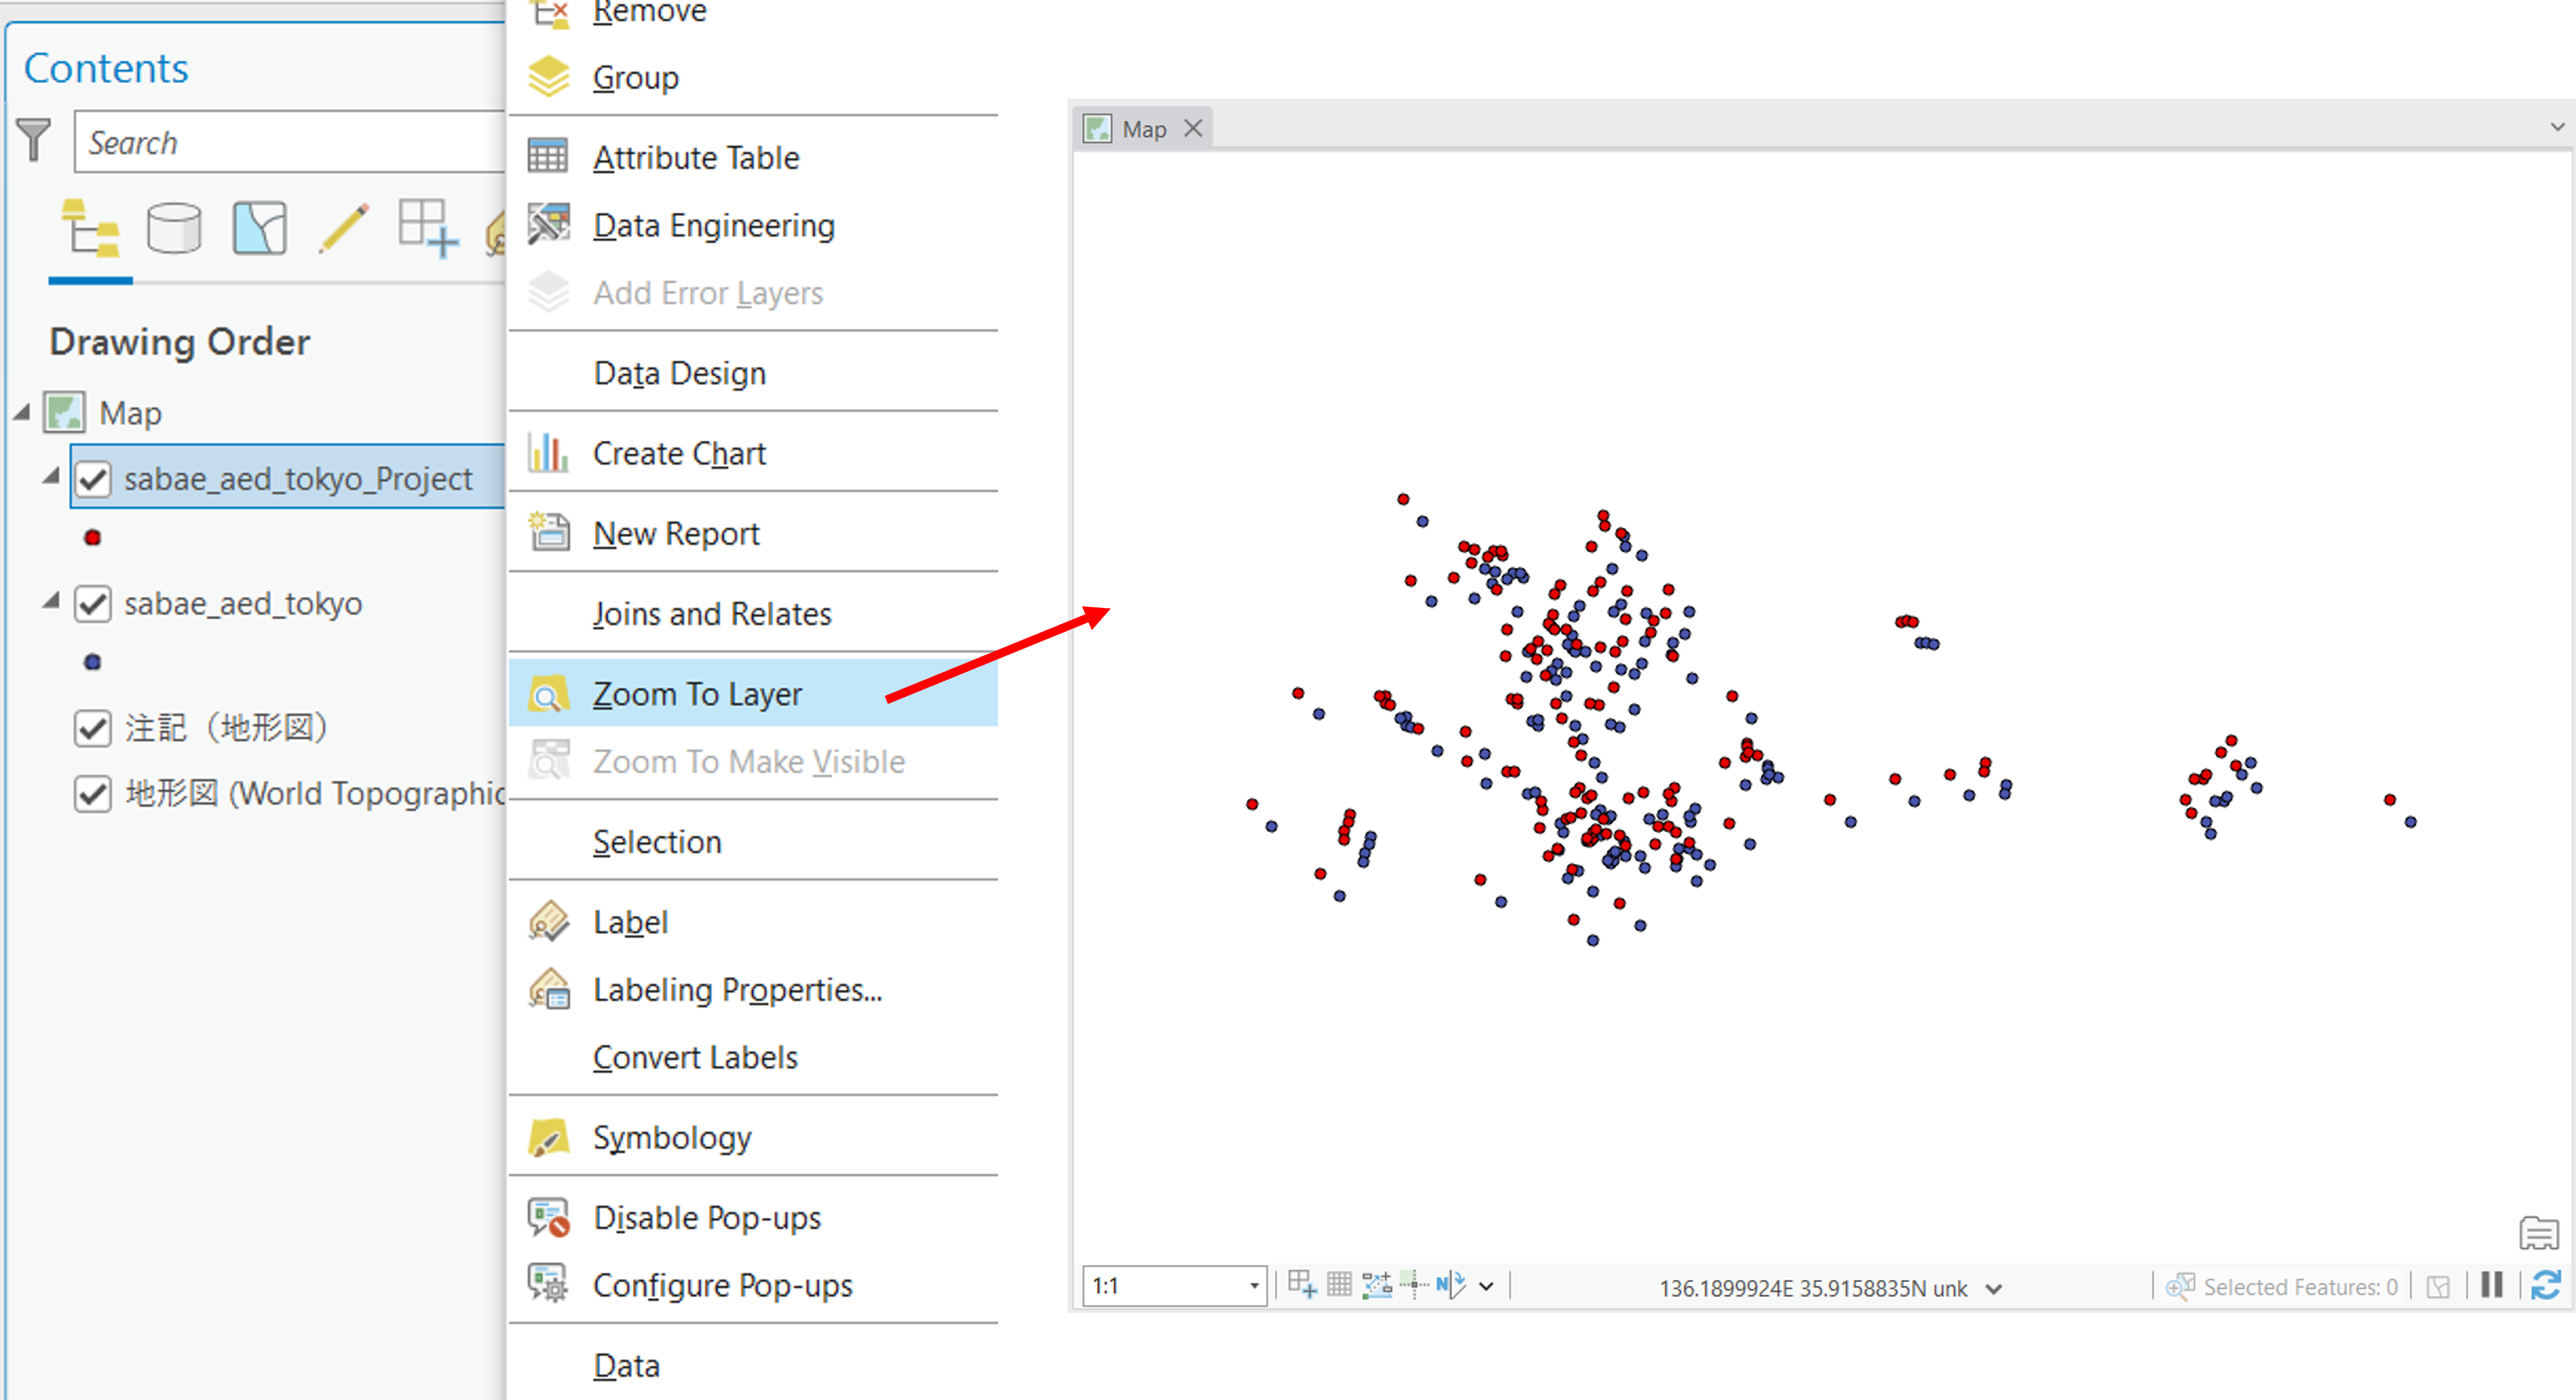 Contents
Search
Drawing Order
Map
sabae_aed_tokyo_Project
sabae_aed_tokyo
注記（地形図）
地形図 (World Topographic
Remove
Group
Attribute Table
Data Engineering
Add Error Layers
Data Design
Create Chart
New Report
Joins and Relates
Zoom To Layer
Zoom To Make Visible
Selection
Label
Labeling Properties...
Convert Labels
Symbology
Disable Pop-ups
Configure Pop-ups
Data
Map
1:1
N
136.1899924E 35.9158835N unk
Selected Features: 0